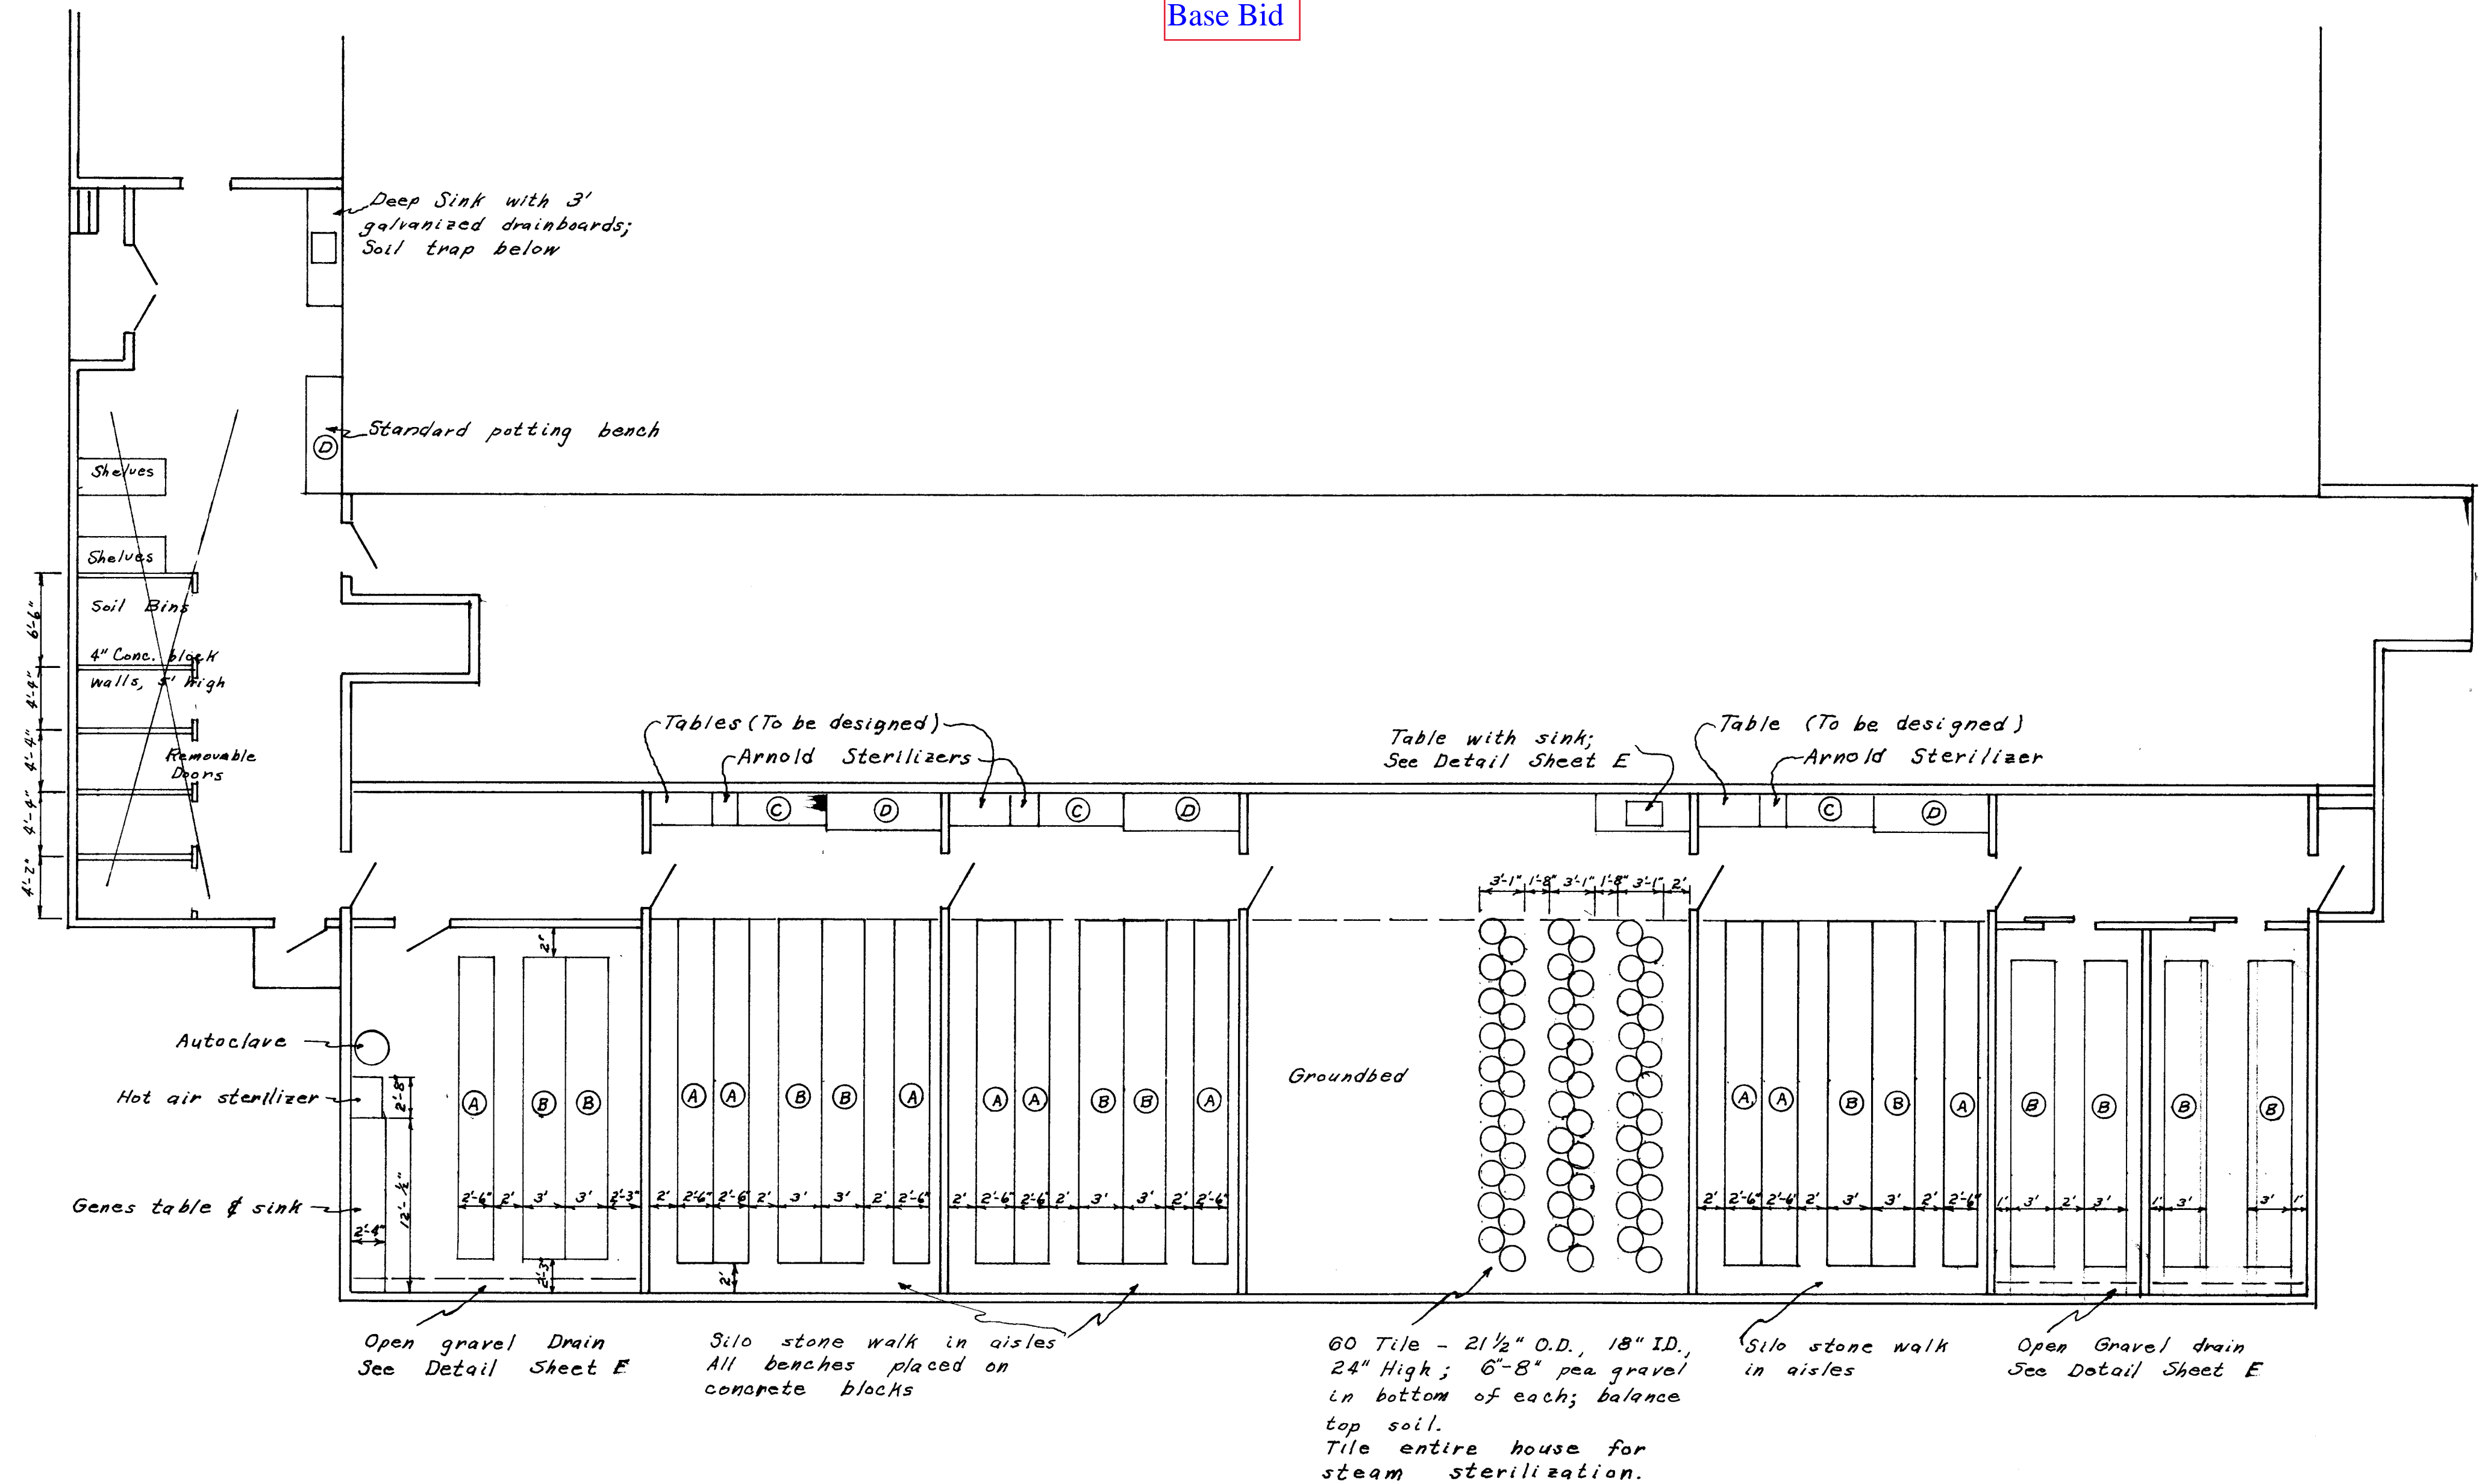 Base Bid
Deep Sink with 3'
galvanized drainboards;
Soil trap below
Standard potting bench
D
Shelves
Shelves
Soil Bins
4" Conc. block
walls, 5' high
Removable
Doors
6'-6"
4'-4"
4'-4"
4'-4"
4'-2"
Tables (To be designed)
Arnold Sterilizers
Table with sink;
See Detail Sheet E
Table (To be designed)
Arnold Sterilizer
C D C D C D
3'-1" 1'-8" 3'-1" 1'-8" 3'-1" 2'
2'
Autoclave
Hot air sterilizer
2'-8"
Genes table & sink
2'-4"
12'-½"
Groundbed
A B B A A B B A A A B B A A A B B A B B B B
2'-6" 2' 3' 3' 2'-3" 2' 2'-6" 2'-6" 2' 3' 3' 2' 2'-6" 2' 2'-6" 2'-6" 2' 3' 3' 2' 2'-6" 2' 2'-6" 2'-6" 2' 3' 3' 2' 2'-6" 1' 3' 2' 3' 1' 3' 3' 1'
2'-3"
2'
Open gravel Drain
See Detail Sheet E
Silo stone walk in aisles
All benches placed on
concrete blocks
60 Tile - 21½" O.D., 18" I.D.,
24" High; 6"-8" pea gravel
in bottom of each; balance
top soil.
Tile entire house for
steam sterilization.
Silo stone walk
in aisles
Open Gravel drain
See Detail Sheet E